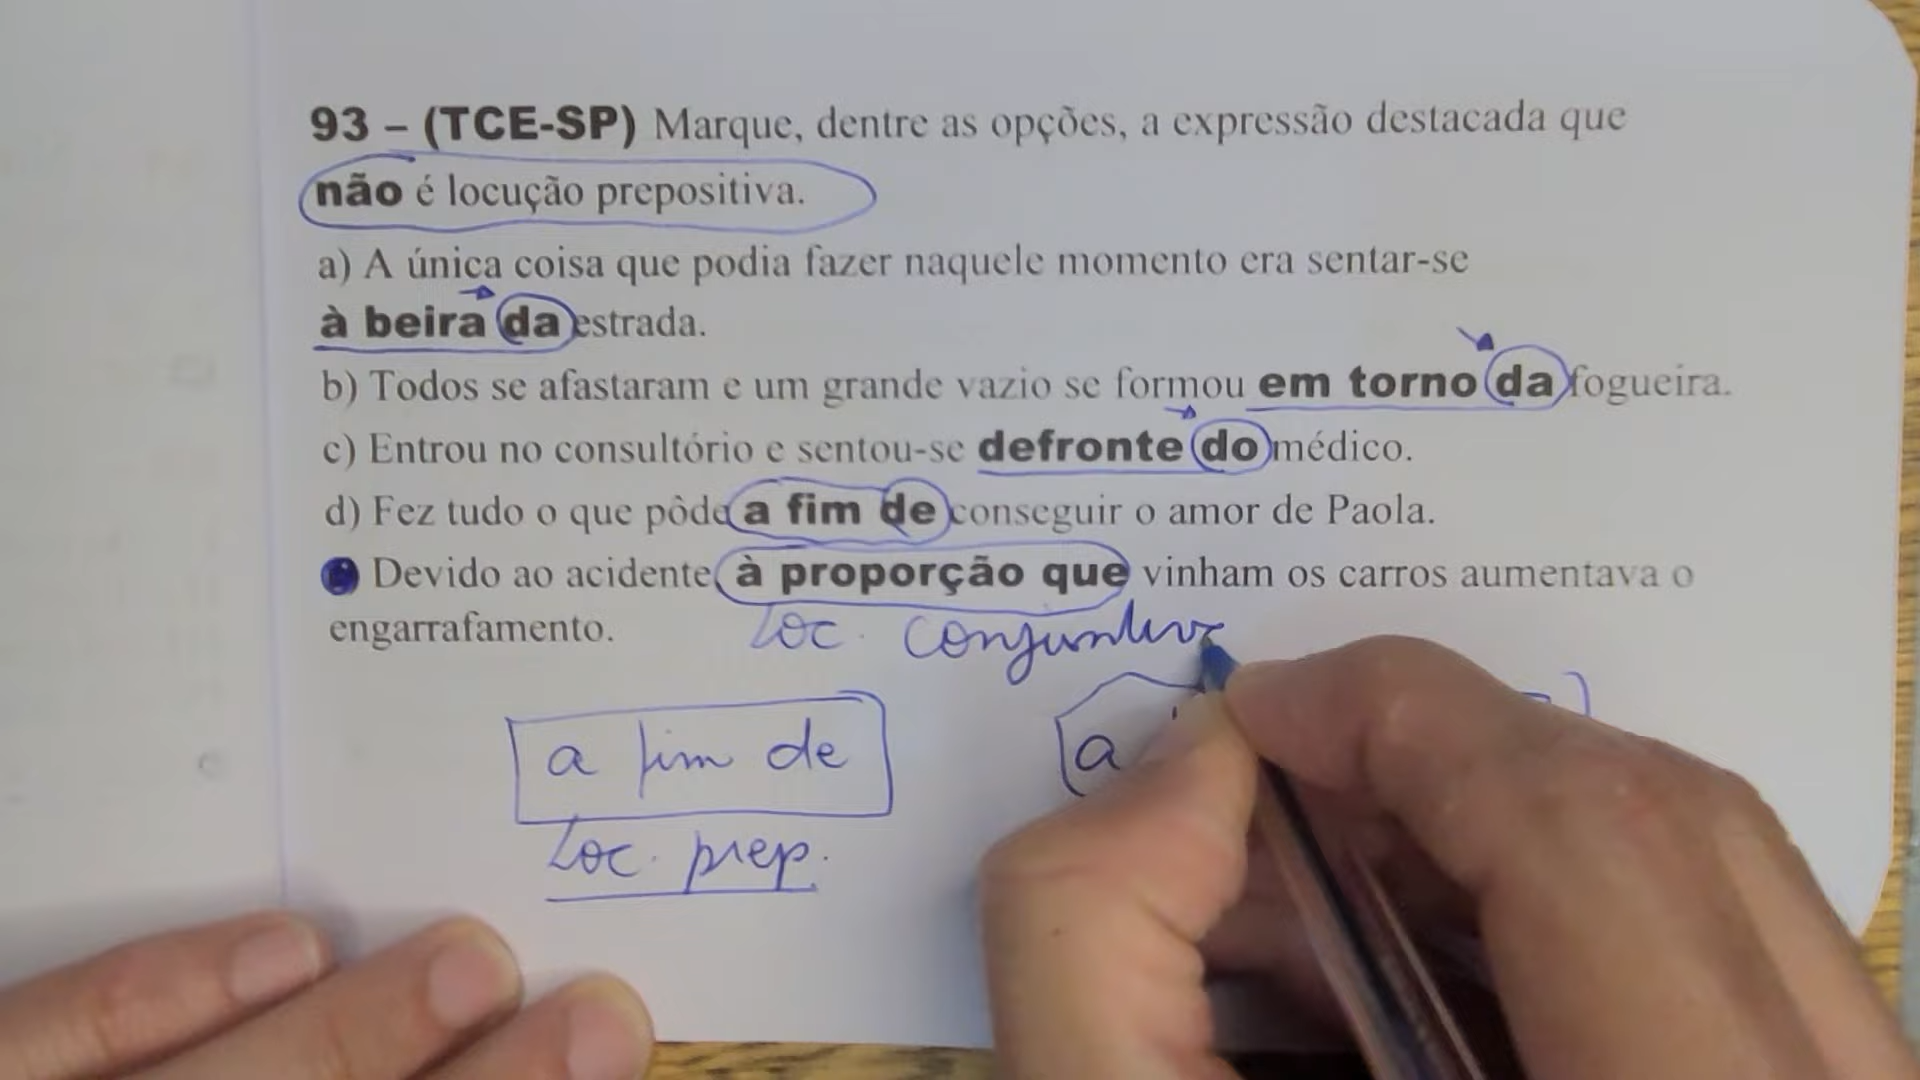 93 – (TCE-SP) Marque, dentre as opções, a expressão destacada que
não é locução prepositiva.
a) A única coisa que podia fazer naquele momento era sentar-se
à beira da estrada.
b) Todos se afastaram e um grande vazio se formou em torno da fogueira.
c) Entrou no consultório e sentou-se defronte do médico.
d) Fez tudo o que pôde a fim de conseguir o amor de Paola.
Devido ao acidente, à proporção que vinham os carros aumentava o
engarrafamento.
Loc. conjuntiv
a fim de
a
Loc. prep.